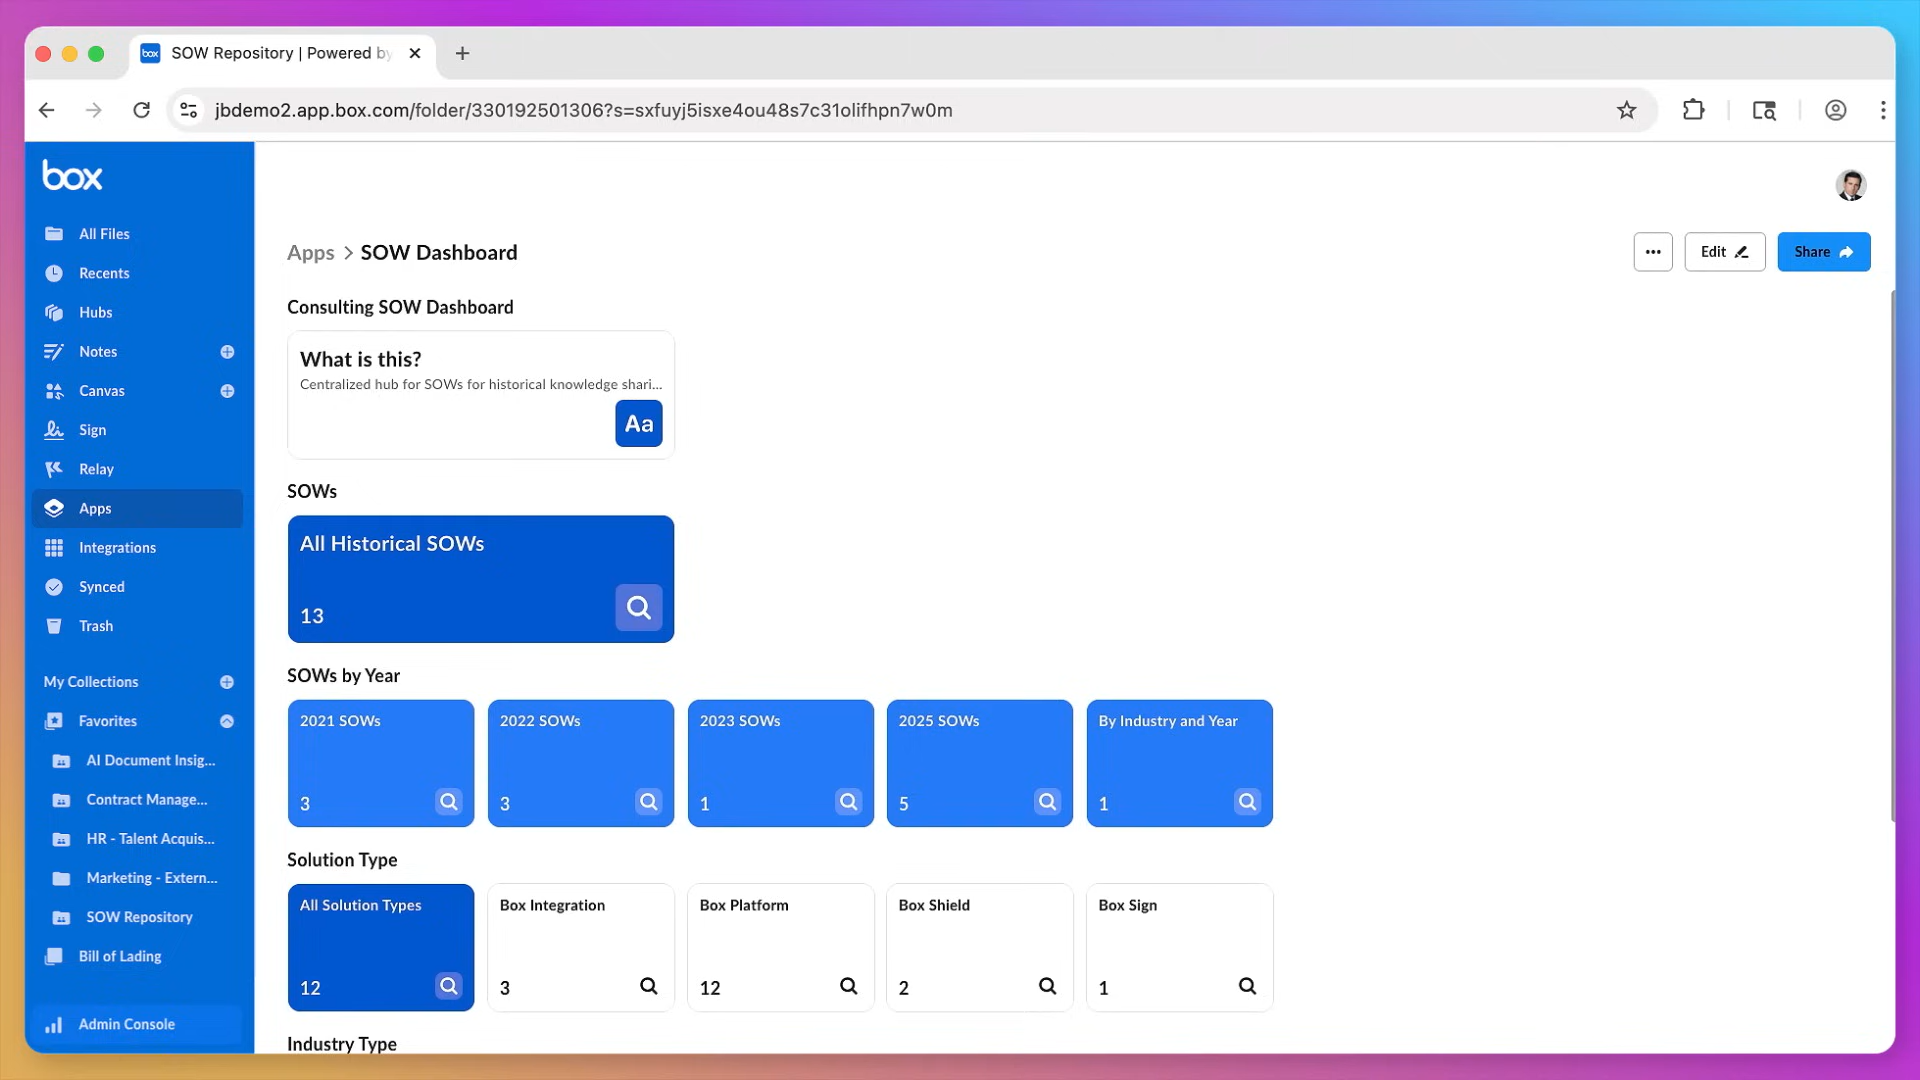 box SOW Repository | Powered by
jbdemo2.app.box.com/folder/330192501306?s=sxfuyj5isxe4ou48s7c31olifhpn7w0m
box
All Files
Recents
Hubs
Notes
Canvas
Sign
Relay
Apps
Integrations
Synced
Trash
My Collections
Favorites
AI Document Insig...
Contract Manage...
HR - Talent Acquis...
Marketing - Extern...
SOW Repository
Bill of Lading
Admin Console
Apps > SOW Dashboard
Edit
Share
Consulting SOW Dashboard
What is this?
Centralized hub for SOWs for historical knowledge shari...
Aa
SOWs
All Historical SOWs
13
SOWs by Year
2021 SOWs
3
2022 SOWs
3
2023 SOWs
1
2025 SOWs
5
By Industry and Year
1
Solution Type
All Solution Types
12
Box Integration
3
Box Platform
12
Box Shield
2
Box Sign
1
Industry Type